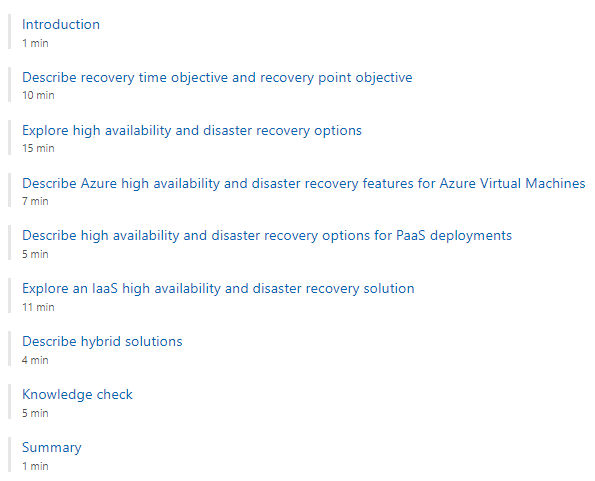 Introduction
1 min
Describe recovery time objective and recovery point objective
10 min
Explore high availability and disaster recovery options
15 min
Describe Azure high availability and disaster recovery features for Azure Virtual Machines
7 min
Describe high availability and disaster recovery options for PaaS deployments
5 min
Explore an IaaS high availability and disaster recovery solution
11 min
Describe hybrid solutions
4 min
Knowledge check
5 min
Summary
1 min